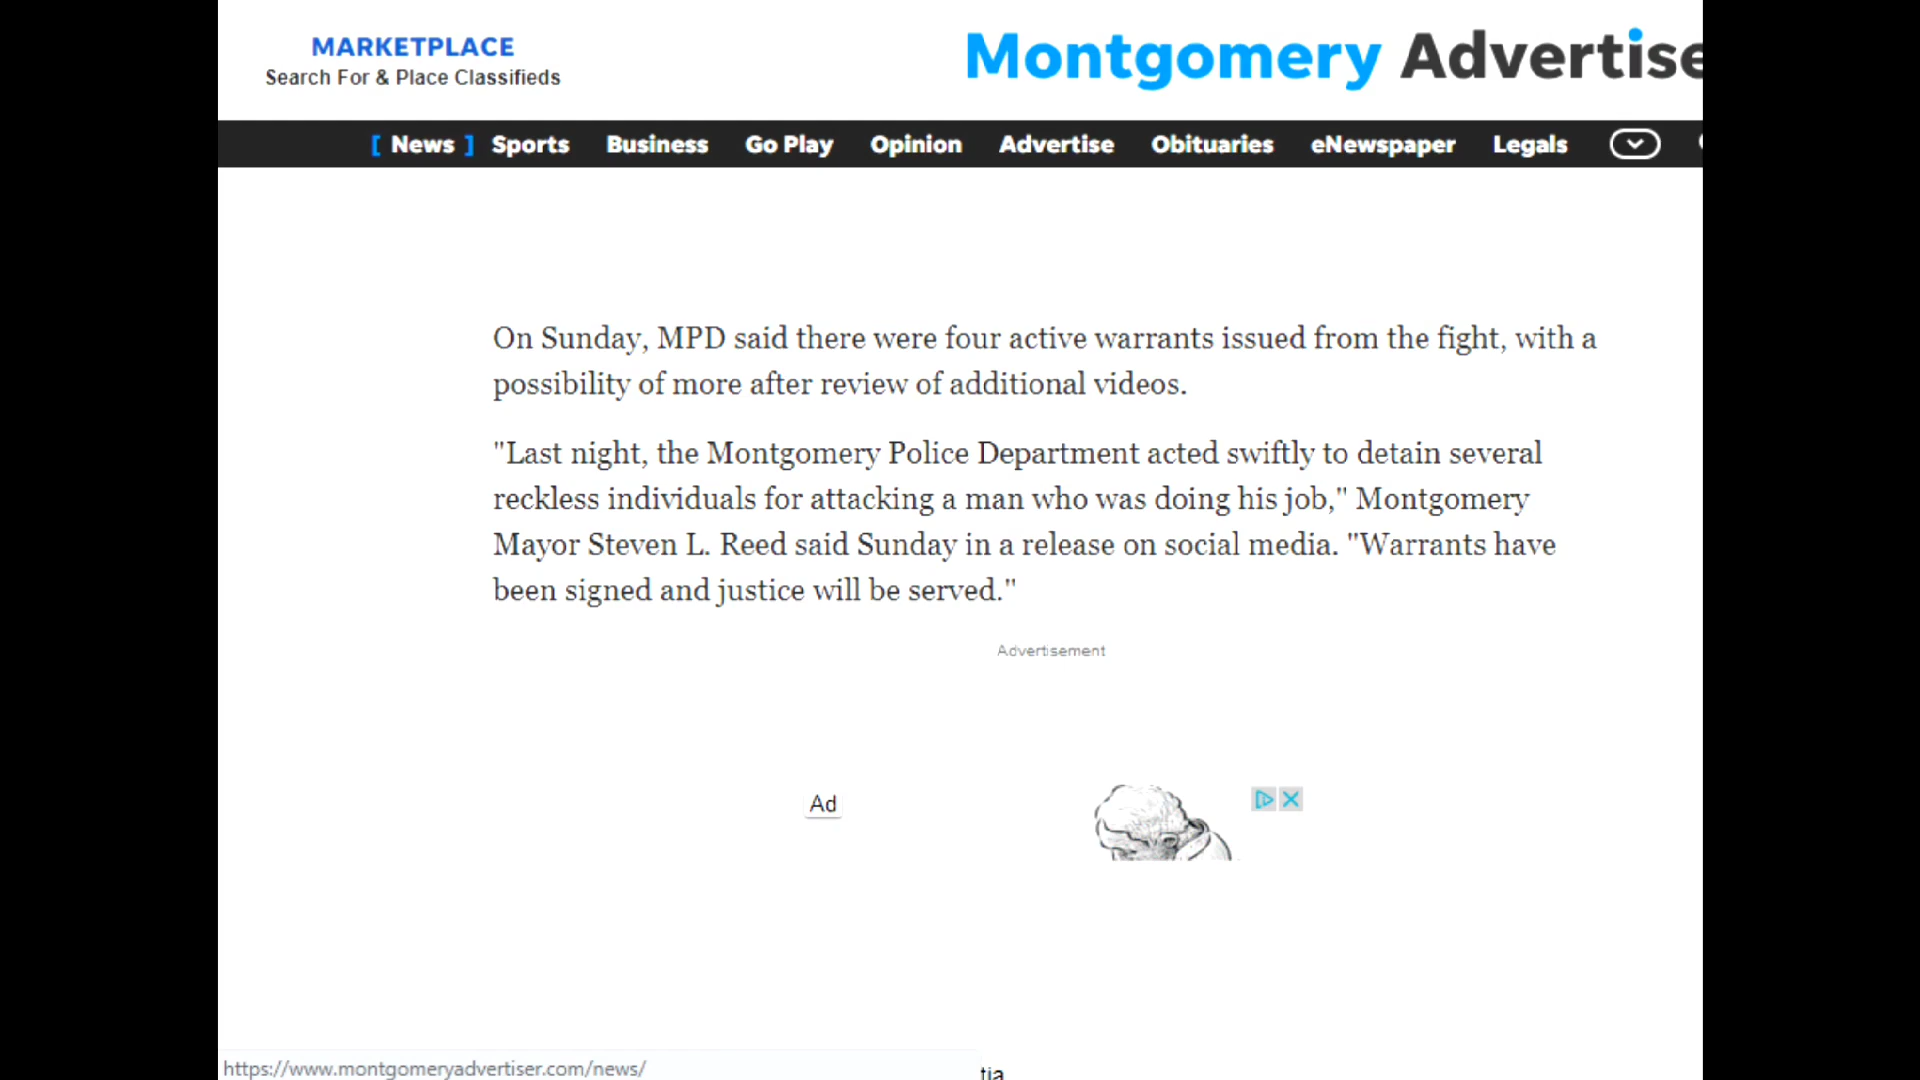 MARKETPLACE
Search For & Place Classifieds
Montgomery Advertise
[ News ] Sports Business Go Play Opinion Advertise Obituaries eNewspaper Legals
On Sunday, MPD said there were four active warrants issued from the fight, with a
possibility of more after review of additional videos.
"Last night, the Montgomery Police Department acted swiftly to detain several
reckless individuals for attacking a man who was doing his job," Montgomery
Mayor Steven L. Reed said Sunday in a release on social media. "Warrants have
been signed and justice will be served."
Advertisement
Ad
https://www.montgomeryadvertiser.com/news/